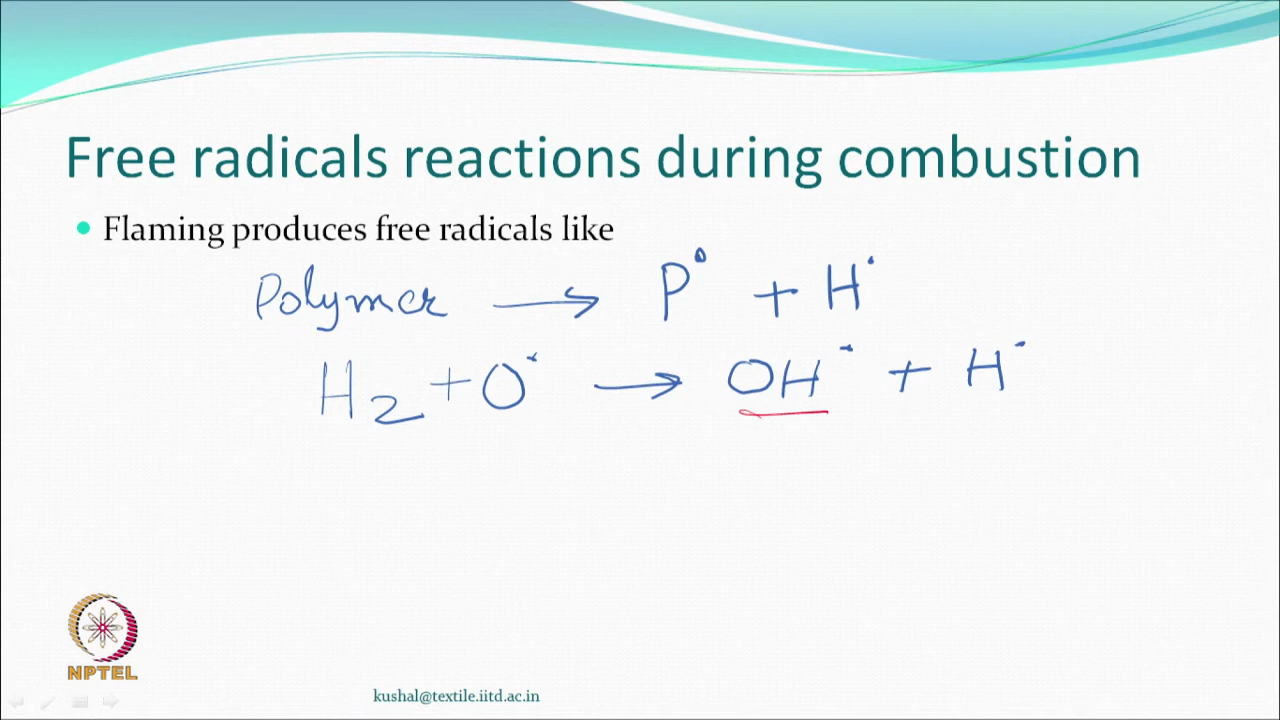 Free radicals reactions during combustion
Flaming produces free radicals like
Polymer → P• + H•
H2 + O• → OH• + H•
NPTEL
kushal@textile.iitd.ac.in